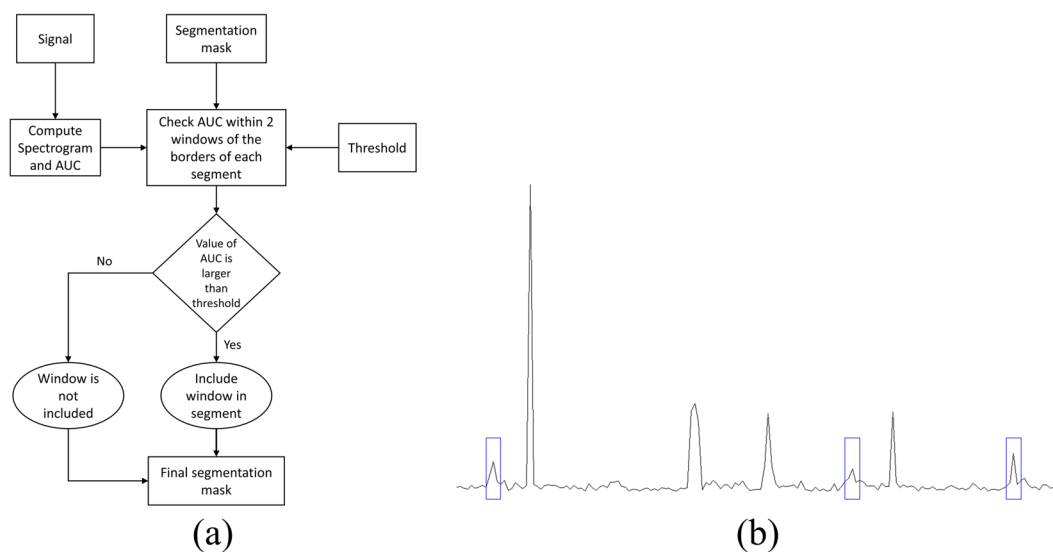 Signal
Segmentation
mask
Compute
Spectrogram
and AUC
Check AUC within 2
windows of the
borders of each
segment
Threshold
Value of
AUC is
larger
than
threshold
No
Yes
Window is
not
included
Include
window in
segment
Final segmentation
mask
(a)
(b)